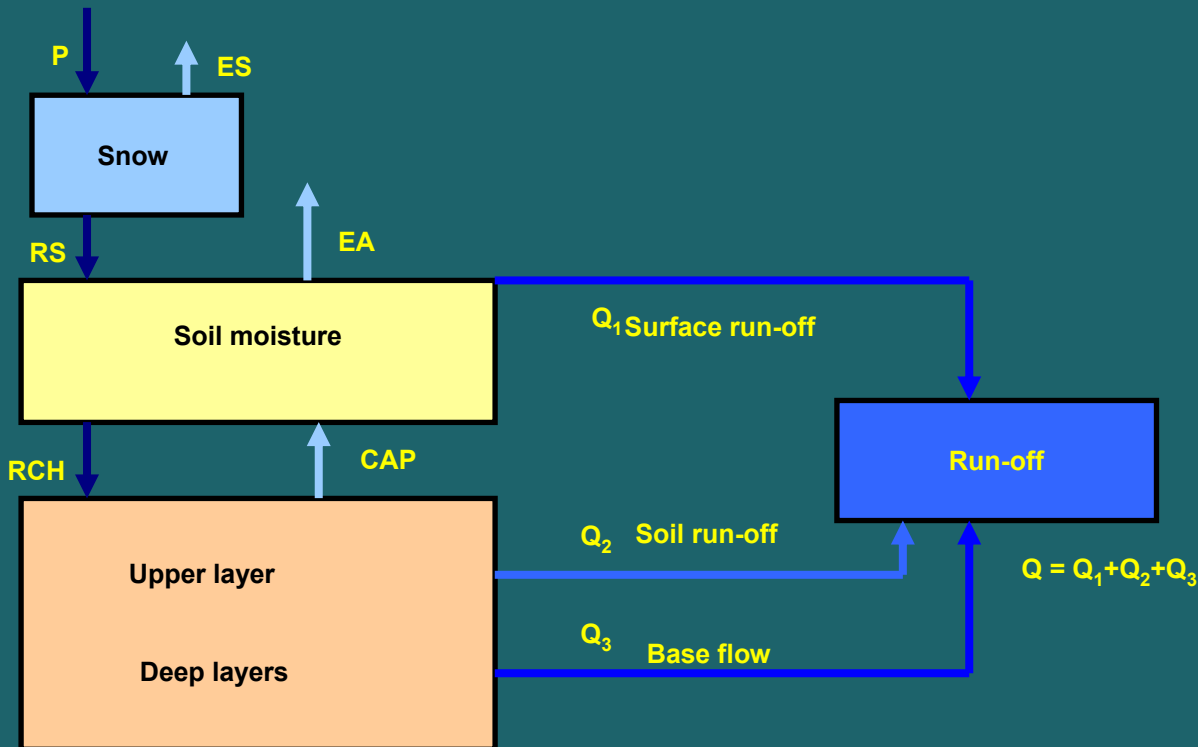 P
ES
Snow
RS
EA
Soil moisture
Q₁ Surface run-off
RCH
CAP
Run-off
Upper layer
Q₂ Soil run-off
Q = Q₁+Q₂+Q₃
Deep layers
Q₃ Base flow